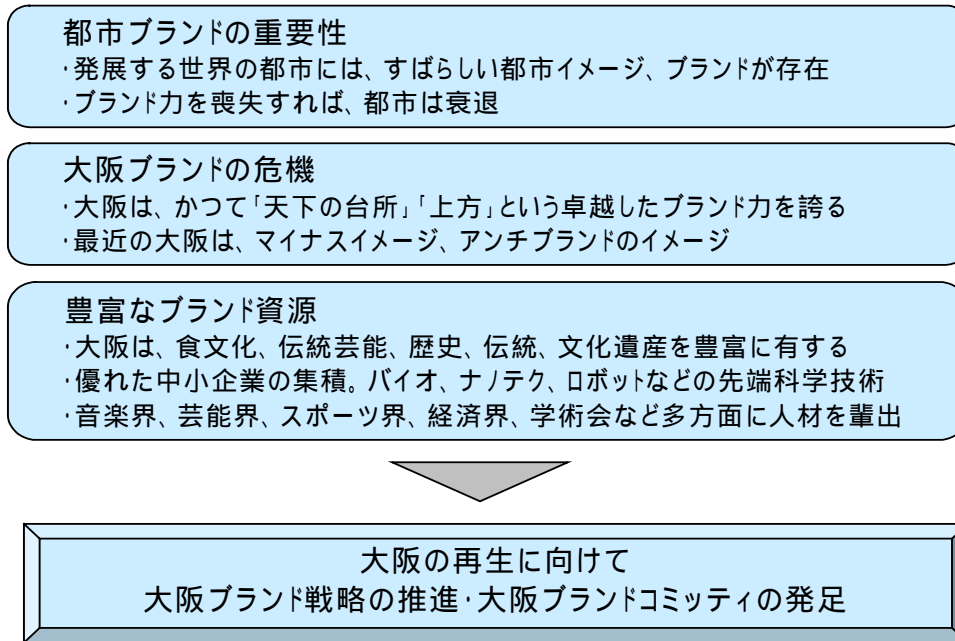 都市ブランドの重要性
・発展する世界の都市には、すばらしい都市イメージ、ブランドが存在
・ブランド力を喪失すれば、都市は衰退
大阪ブランドの危機
・大阪は、かつて「天下の台所」「上方」という卓越したブランド力を誇る
・最近の大阪は、マイナスイメージ、アンチブランドのイメージ
豊富なブランド資源
・大阪は、食文化、伝統芸能、歴史、伝統、文化遺産を豊富に有する
・優れた中小企業の集積。バイオ、ナノテク、ロボットなどの先端科学技術
・音楽界、芸能界、スポーツ界、経済界、学術会など多方面に人材を輩出
大阪の再生に向けて
大阪ブランド戦略の推進・大阪ブランドコミッティの発足